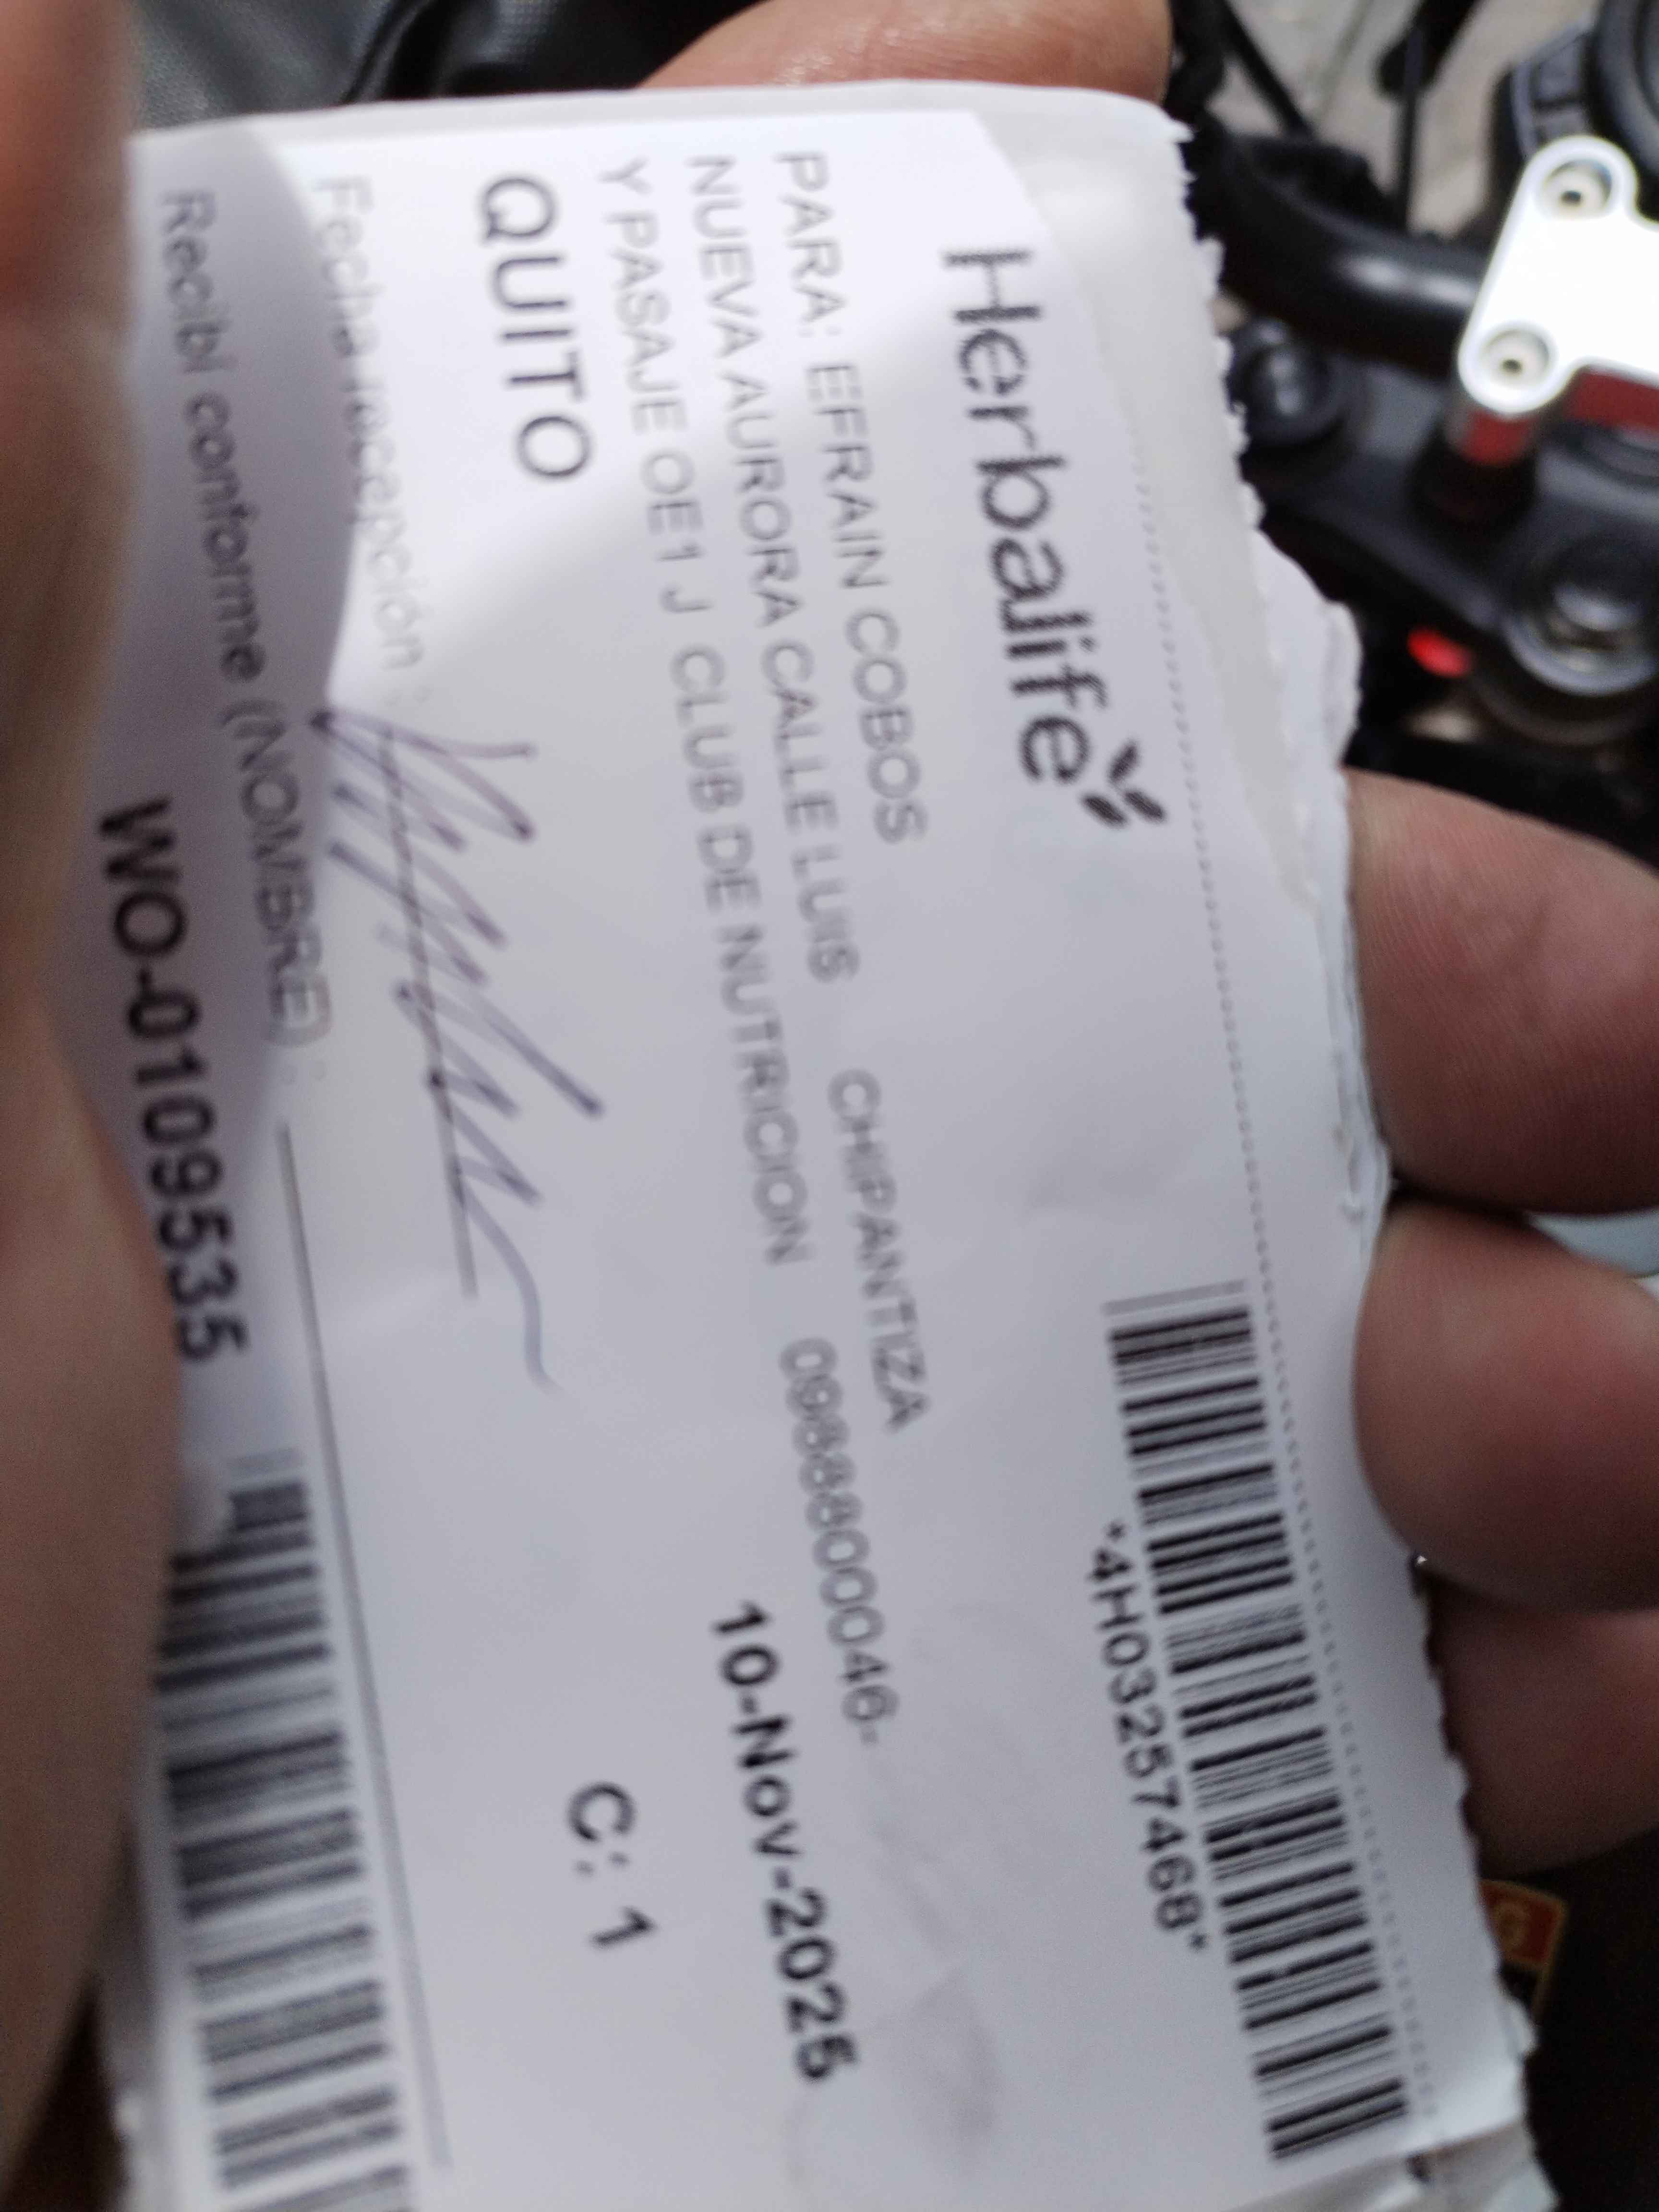 Herbalife
*4H03257468*
PARA: EFRAIN COBOS CHIPANTIZA
NUEVA AURORA CALLE LUIS
Y PASAJE OE1 J CLUB DE NUTRICION 0988800046-
10-Nov-2025
QUITO C: 1
Fecha recepción :
Recibí conforme (NOMBRE) :
WO-0109535